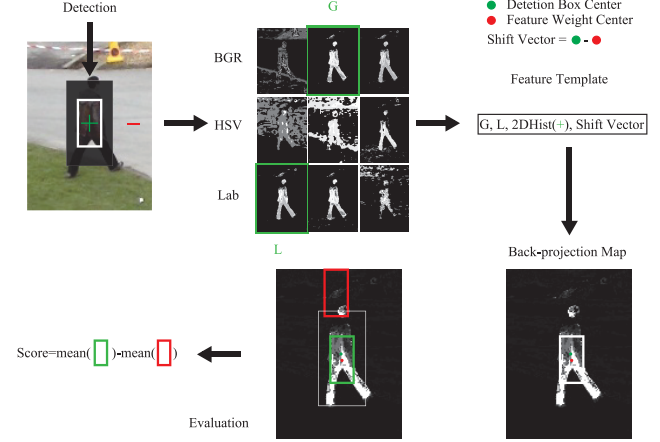 Detection
G
Detetion Box Center
Feature Weight Center
Shift Vector = -
BGR
HSV
Lab
Feature Template
G, L, 2DHist(+), Shift Vector
L
Back-projection Map
Score=mean( )-mean( )
Evaluation